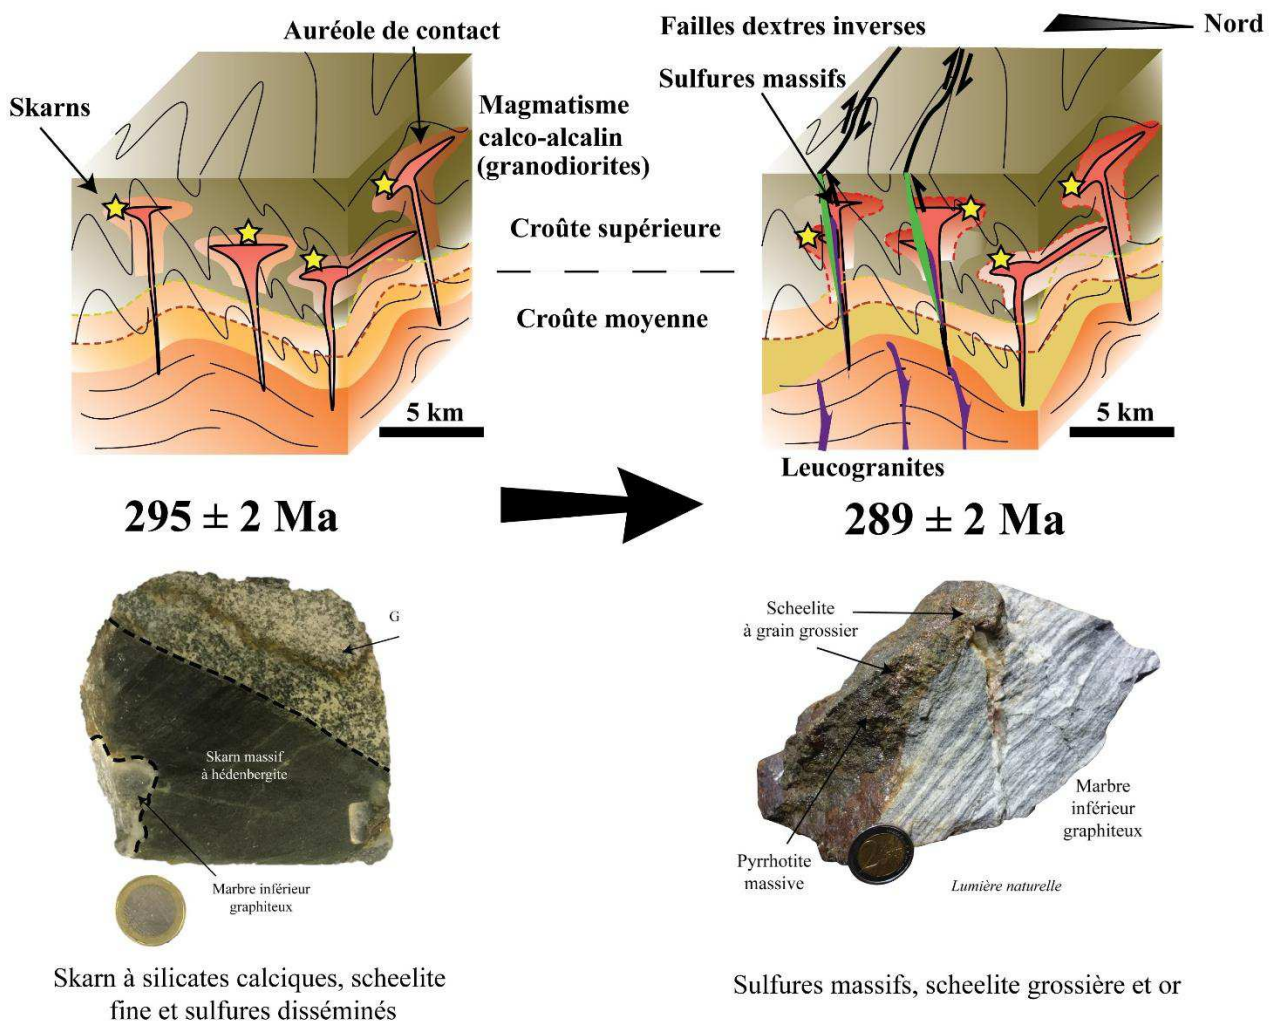 Auréole de contact
Skarns
Magmatisme
calco-alcalin
(granodiorites)
Croûte supérieure
Croûte moyenne
5 km
Failles dextres inverses
Nord
Sulfures massifs
5 km
Leucogranites
295 ± 2 Ma
289 ± 2 Ma
G
Skarn massif
à hédenbergite
Marbre inférieur
graphiteux
Scheelite
à grain grossier
Marbre
inférieur
graphiteux
Pyrrhotite
massive
Lumière naturelle
Skarn à silicates calciques, scheelite
fine et sulfures disséminés
Sulfures massifs, scheelite grossière et or